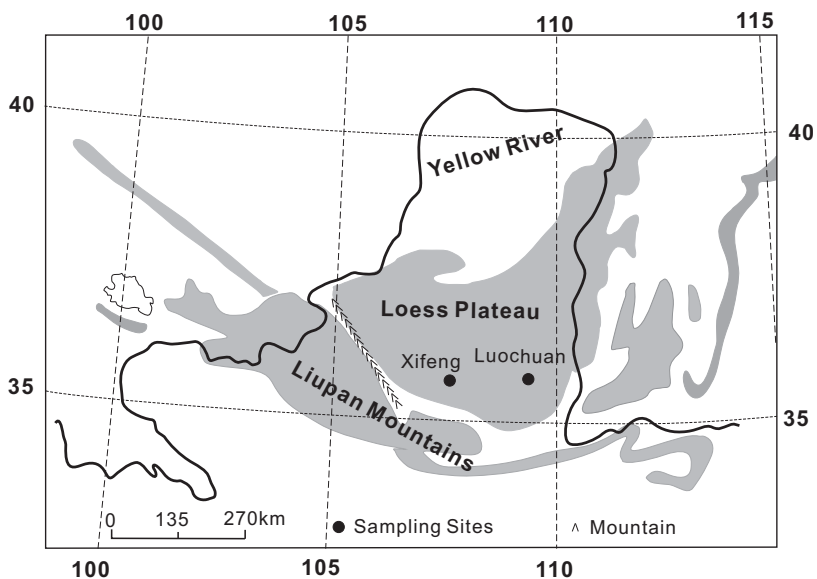 100 105 110 115
40
40
Yellow River
Loess Plateau
Xifeng Luochuan
Liupan Mountains
35
35
0 135 270km
Sampling Sites
^ Mountain
100 105 110